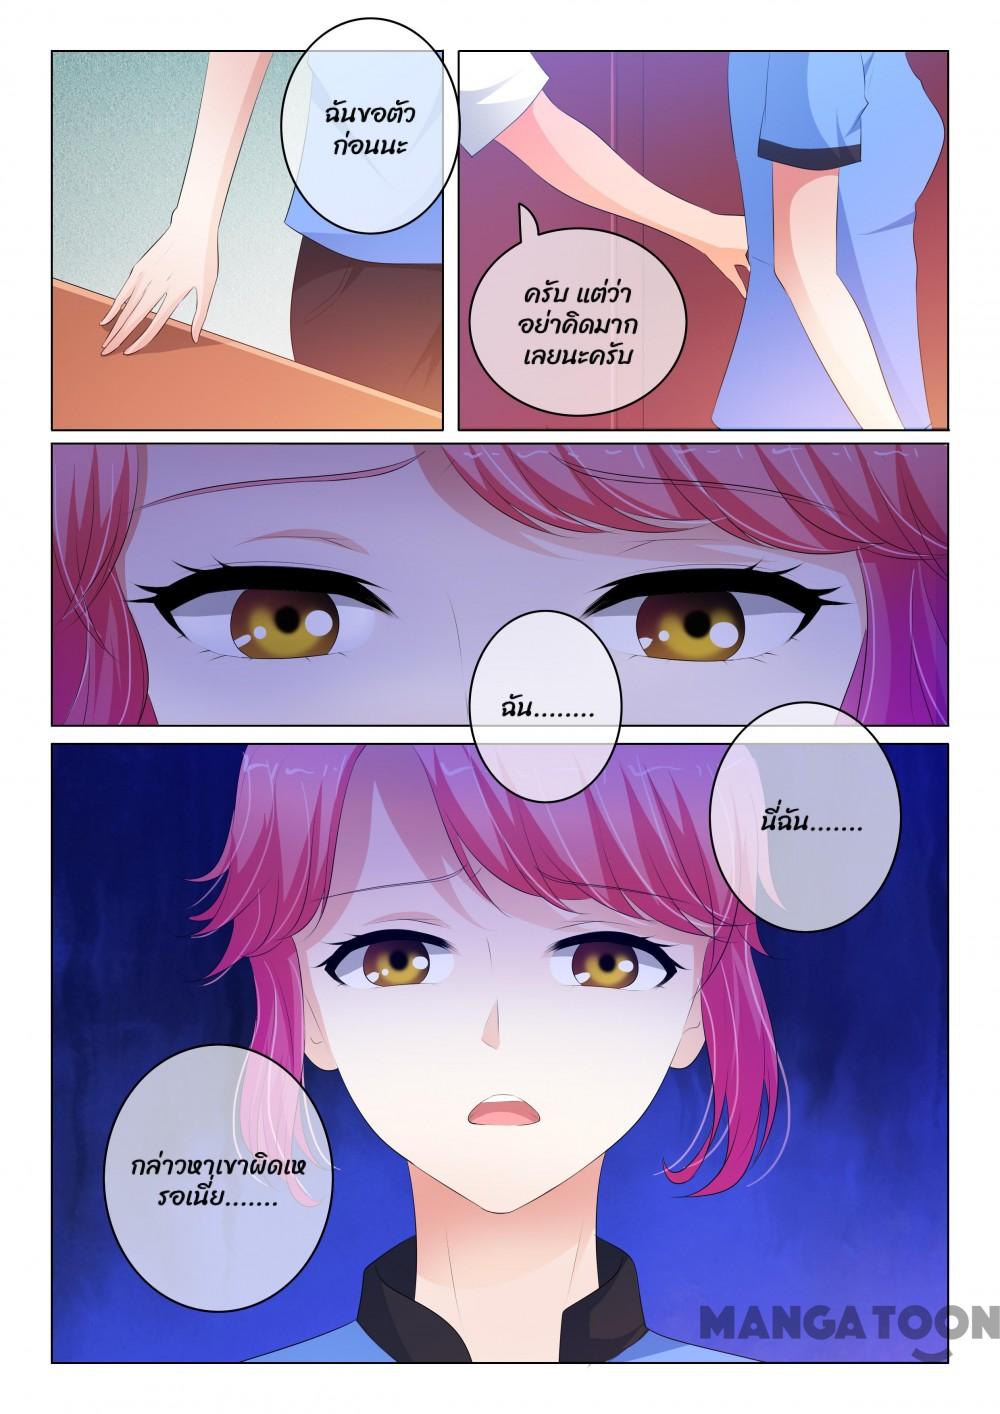 ฉันขอตัว
ก่อนนะ
ครับ แต่ว่า
อย่าคิดมาก
เลยนะครับ
ฉัน........
นี่ฉัน.......
กล่าวหาเขาผิดเห
รอเนี่ย.......
MANGATOON